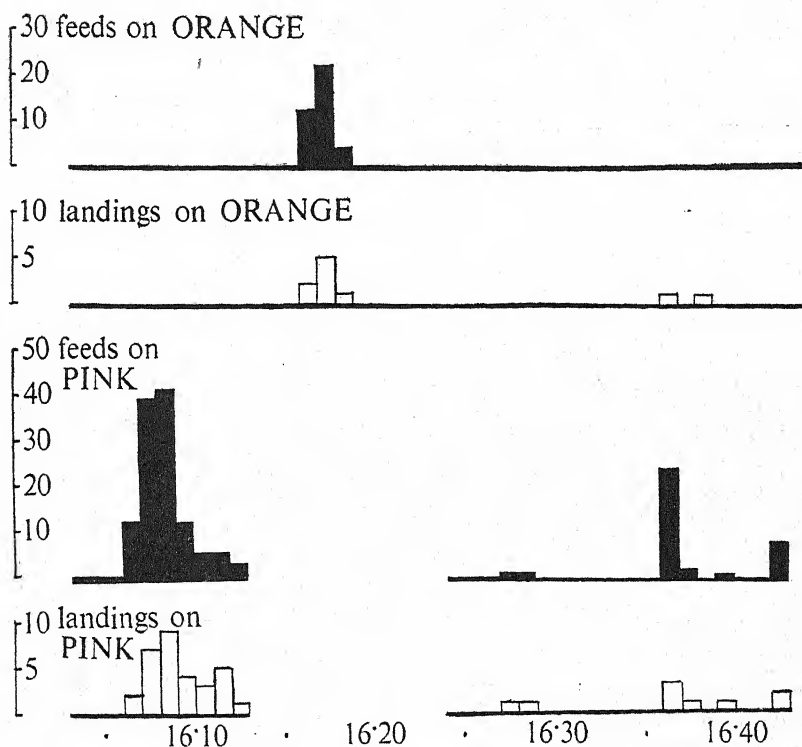 30 feeds on ORANGE
20
10
10 landings on ORANGE
5
50 feeds on
PINK
40
30
20
10
10 landings on
PINK
5
16·10 16·20 16·30 16·40